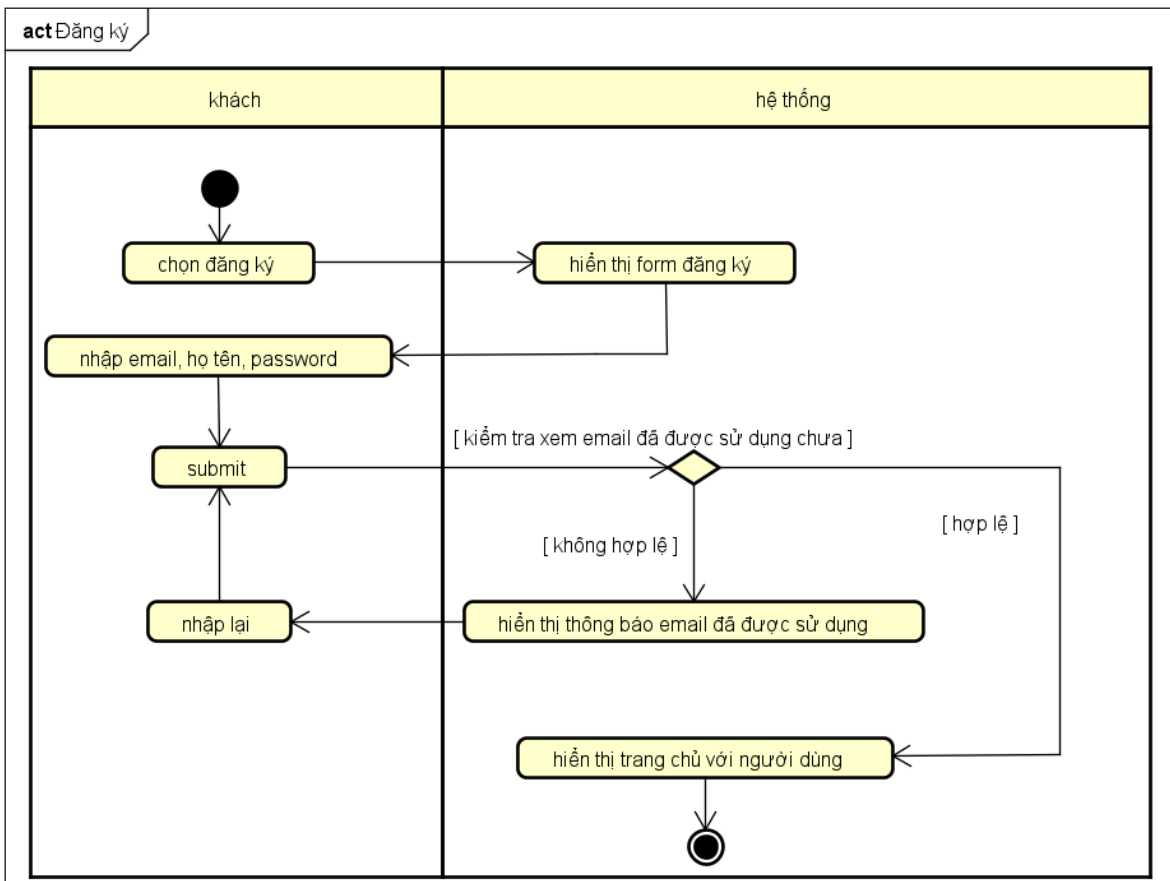 act Đăng ký
khách
hệ thống
chọn đăng ký
hiển thị form đăng ký
nhập email, họ tên, password
[ kiểm tra xem email đã được sử dụng chưa ]
submit
[ hợp lệ ]
[ không hợp lệ ]
nhập lại
hiển thị thông báo email đã được sử dụng
hiển thị trang chủ với người dùng